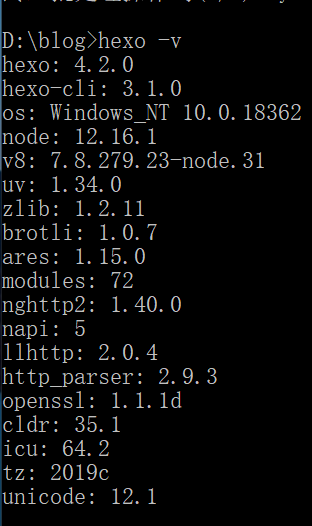 D:\blog>hexo -v
hexo: 4.2.0
hexo-cli: 3.1.0
os: Windows_NT 10.0.18362
node: 12.16.1
v8: 7.8.279.23-node.31
uv: 1.34.0
zlib: 1.2.11
brotli: 1.0.7
ares: 1.15.0
modules: 72
nghttp2: 1.40.0
napi: 5
llhttp: 2.0.4
http_parser: 2.9.3
openssl: 1.1.1d
cldr: 35.1
icu: 64.2
tz: 2019c
unicode: 12.1